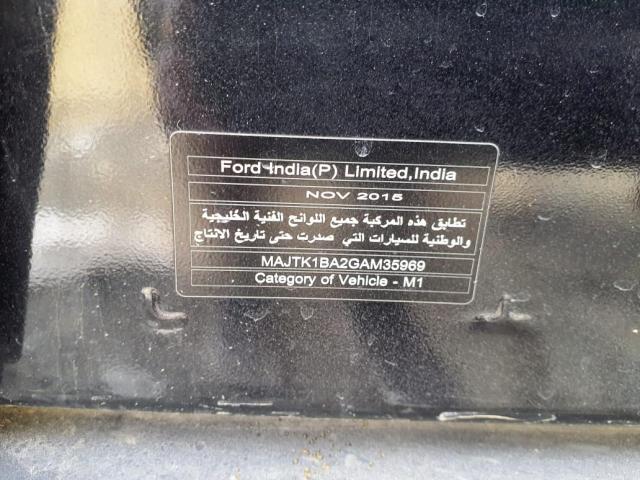 Ford India(P) Limited,India
NOV 2015
تطابق هذه المركبة جميع اللوائح الفنية الخليجية
والوطنية للسيارات التي صدرت حتى تاريخ الانتاج
MAJTK1BA2GAM35969
Category of Vehicle - M1